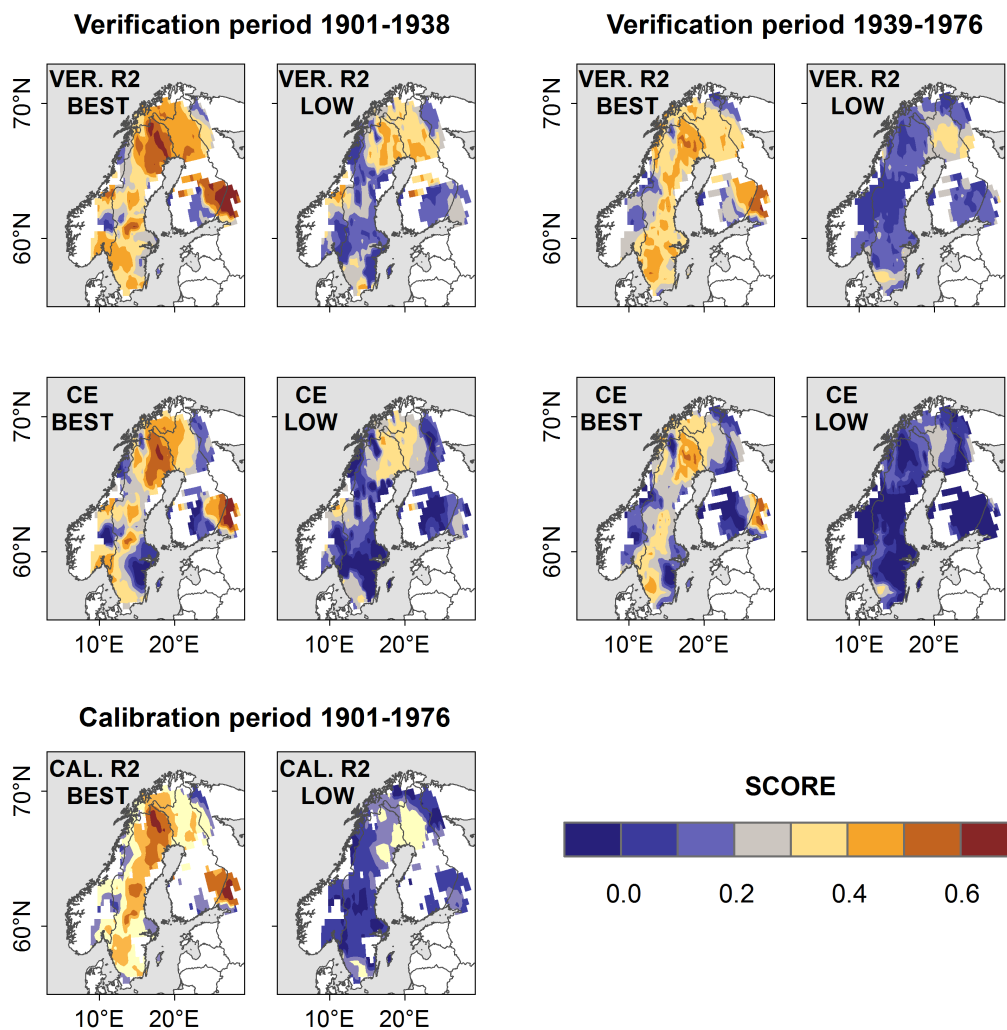 Verification period 1901-1938
Verification period 1939-1976
VER. R2
BEST
VER. R2
LOW
VER. R2
BEST
VER. R2
LOW
70°N
60°N
70°N
60°N
CE
BEST
CE
LOW
CE
BEST
CE
LOW
70°N
60°N
70°N
60°N
10°E 20°E 10°E 20°E
10°E 20°E 10°E 20°E
Calibration period 1901-1976
CAL. R2
BEST
CAL. R2
LOW
70°N
60°N
10°E 20°E 10°E 20°E
SCORE
0.0 0.2 0.4 0.6